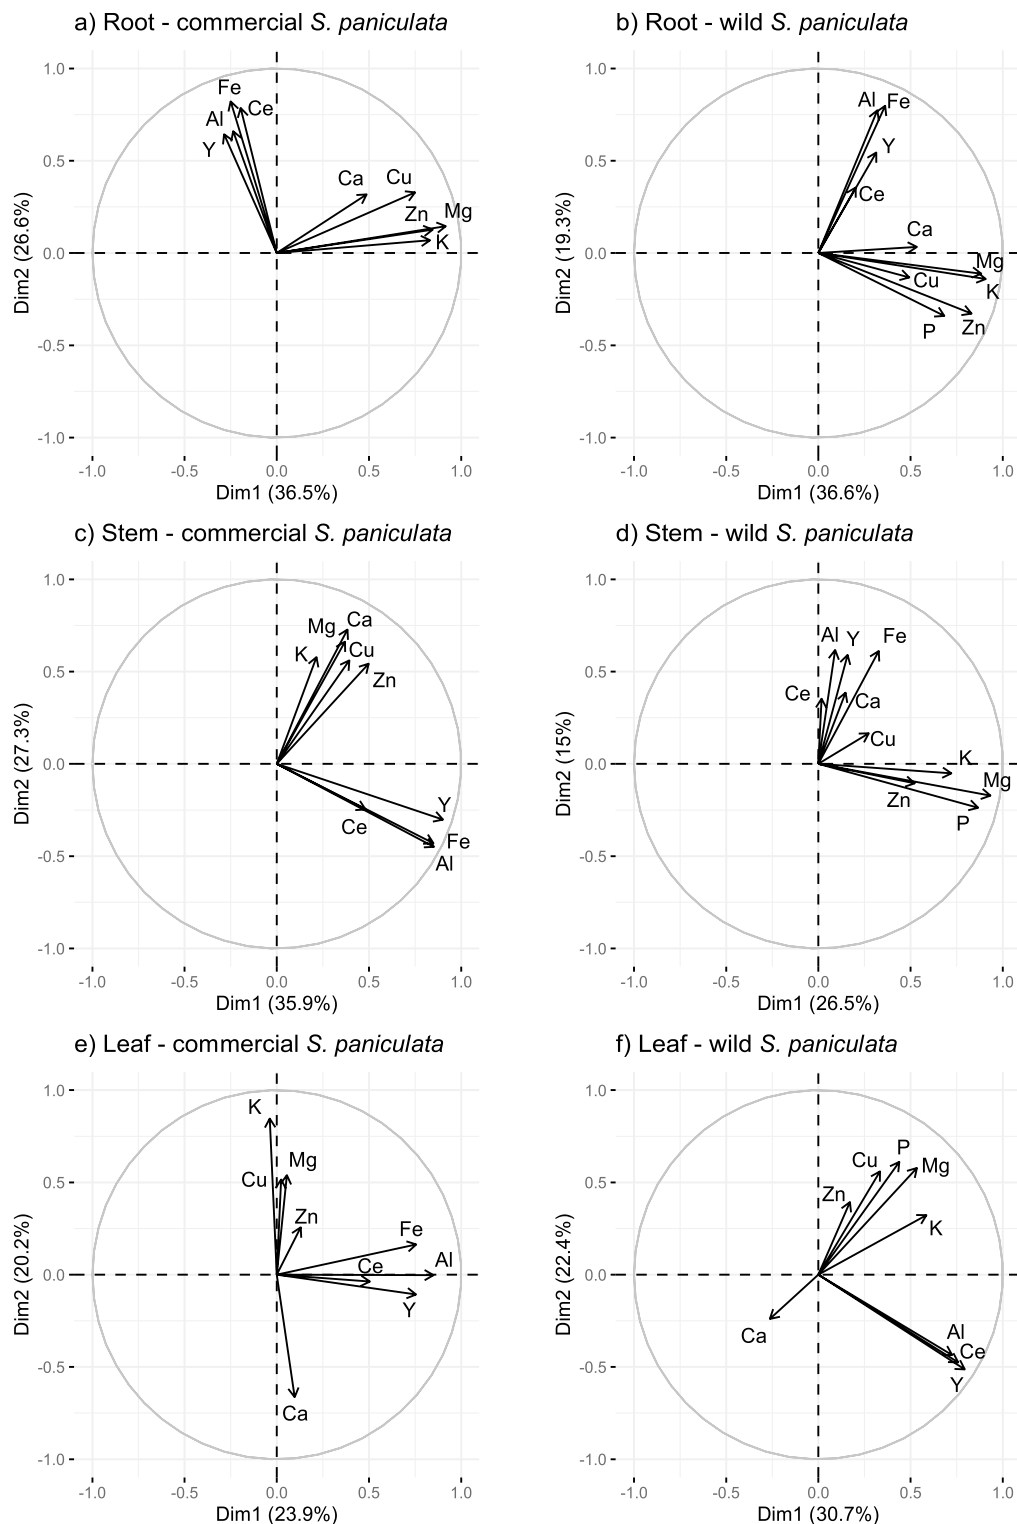 a) Root - commercial S. paniculata
1.0
0.5
0.0
-0.5
-1.0
Dim2 (26.6%)
Fe
Ce
Al
Y
Ca
Cu
Zn
Mg
K
-1.0 -0.5 0.0 0.5 1.0
Dim1 (36.5%)
b) Root - wild S. paniculata
1.0
0.5
0.0
-0.5
-1.0
Dim2 (19.3%)
Al Fe
Y
Ce
Ca
Mg
Cu
K
P
Zn
-1.0 -0.5 0.0 0.5 1.0
Dim1 (36.6%)
c) Stem - commercial S. paniculata
1.0
0.5
0.0
-0.5
-1.0
Dim2 (27.3%)
Mg
Ca
K
Cu
Zn
Y
Ce
Fe
Al
-1.0 -0.5 0.0 0.5 1.0
Dim1 (35.9%)
d) Stem - wild S. paniculata
1.0
0.5
0.0
-0.5
-1.0
Dim2 (15%)
Al
Y
Fe
Ce
Ca
Cu
K
Mg
Zn
P
-1.0 -0.5 0.0 0.5 1.0
Dim1 (26.5%)
e) Leaf - commercial S. paniculata
1.0
0.5
0.0
-0.5
-1.0
Dim2 (20.2%)
K
Mg
Cu
Zn
Fe
Ce
Al
Y
Ca
-1.0 -0.5 0.0 0.5 1.0
Dim1 (23.9%)
f) Leaf - wild S. paniculata
1.0
0.5
0.0
-0.5
-1.0
Dim2 (22.4%)
P
Cu
Mg
Zn
K
Ca
Al
Ce
Y
-1.0 -0.5 0.0 0.5 1.0
Dim1 (30.7%)